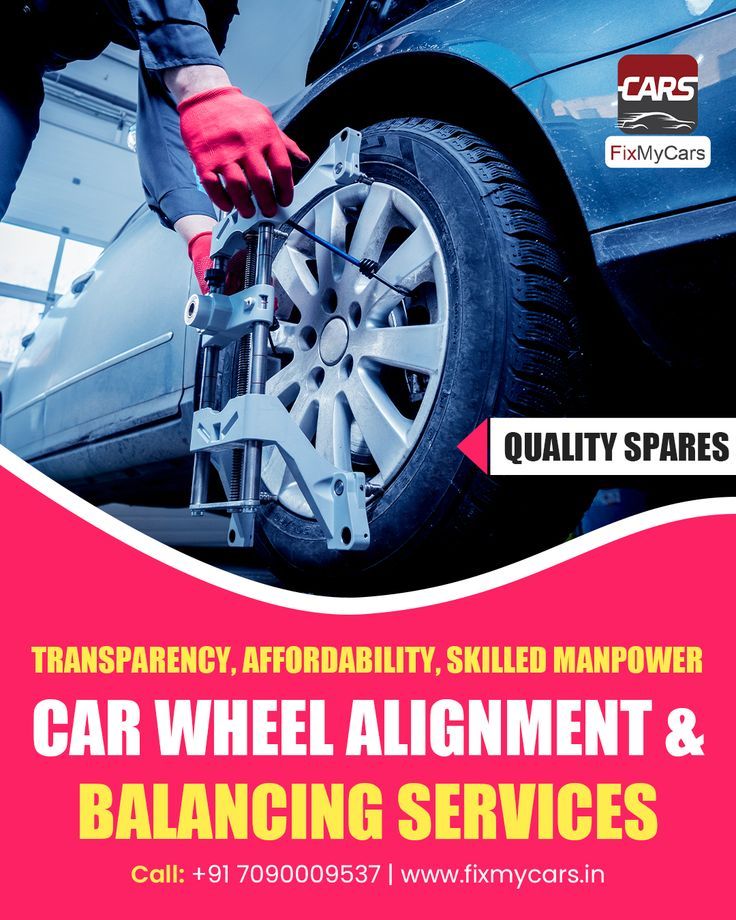 CARS
FixMyCars
QUALITY SPARES
TRANSPARENCY, AFFORDABILITY, SKILLED MANPOWER
CAR WHEEL ALIGNMENT &
BALANCING SERVICES
Call: +91 7090009537 | www.fixmycars.in